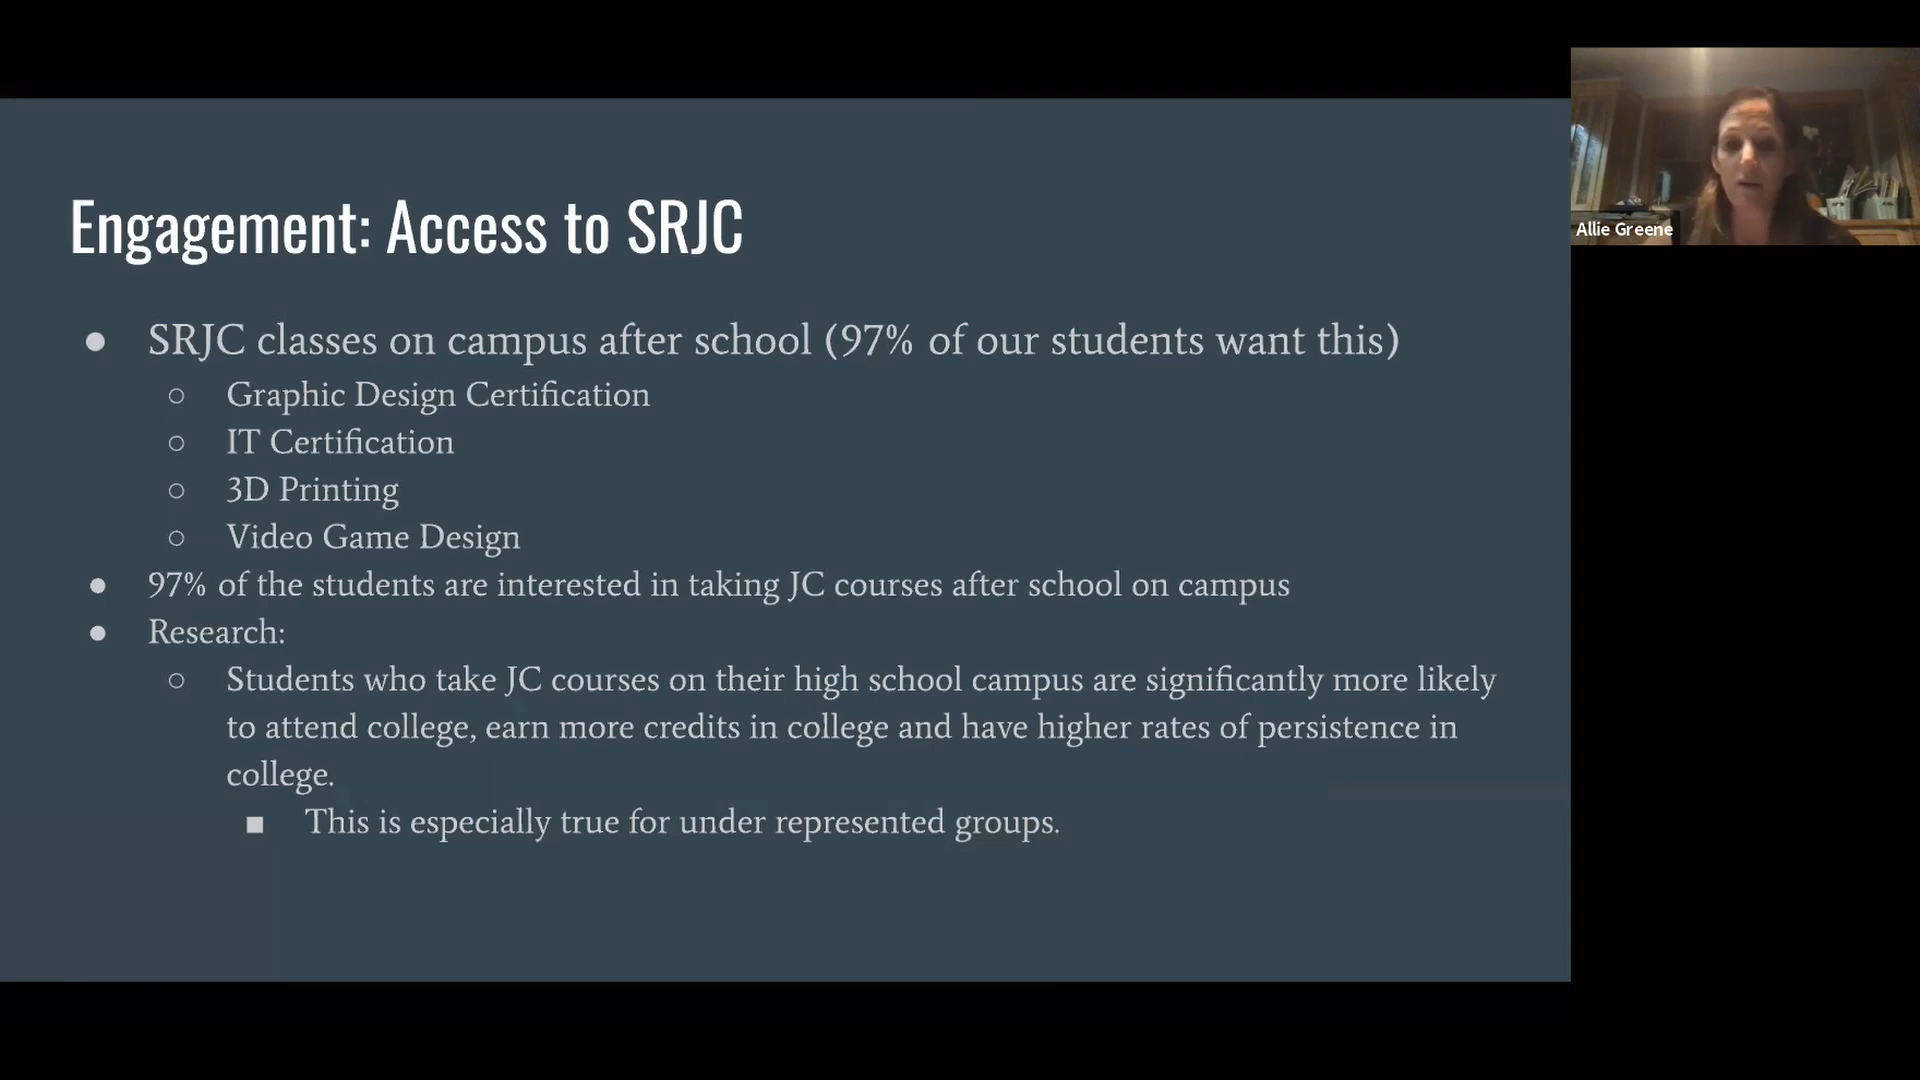 Engagement: Access to SRJC
● SRJC classes on campus after school (97% of our students want this)
○ Graphic Design Certification
○ IT Certification
○ 3D Printing
○ Video Game Design
● 97% of the students are interested in taking JC courses after school on campus
● Research:
○ Students who take JC courses on their high school campus are significantly more likely
to attend college, earn more credits in college and have higher rates of persistence in
college.
■ This is especially true for under represented groups.
Allie Greene